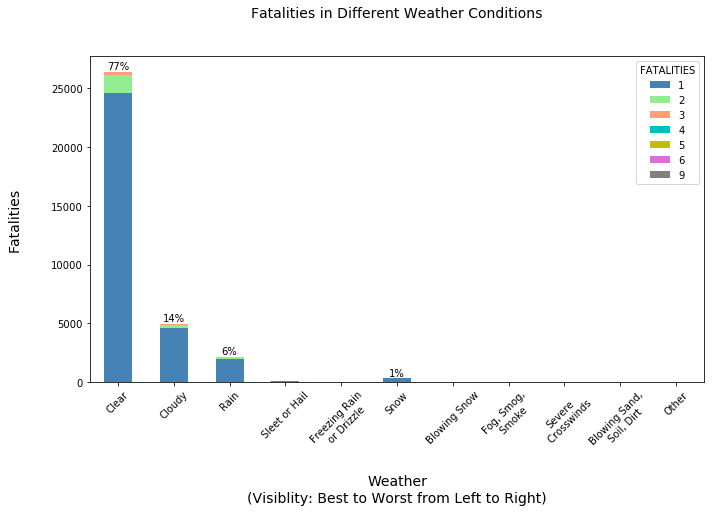 Fatalities in Different Weather Conditions
Fatalities
25000
20000
15000
10000
5000
0
77%
14%
6%
1%
FATALITIES
1
2
3
4
5
6
9
Clear
Cloudy
Rain
Sleet or Hail
Freezing Rain
or Drizzle
Snow
Blowing Snow
Fog, Smog,
Smoke
Severe
Crosswinds
Blowing Sand,
Soil, Dirt
Other
Weather
(Visiblity: Best to Worst from Left to Right)